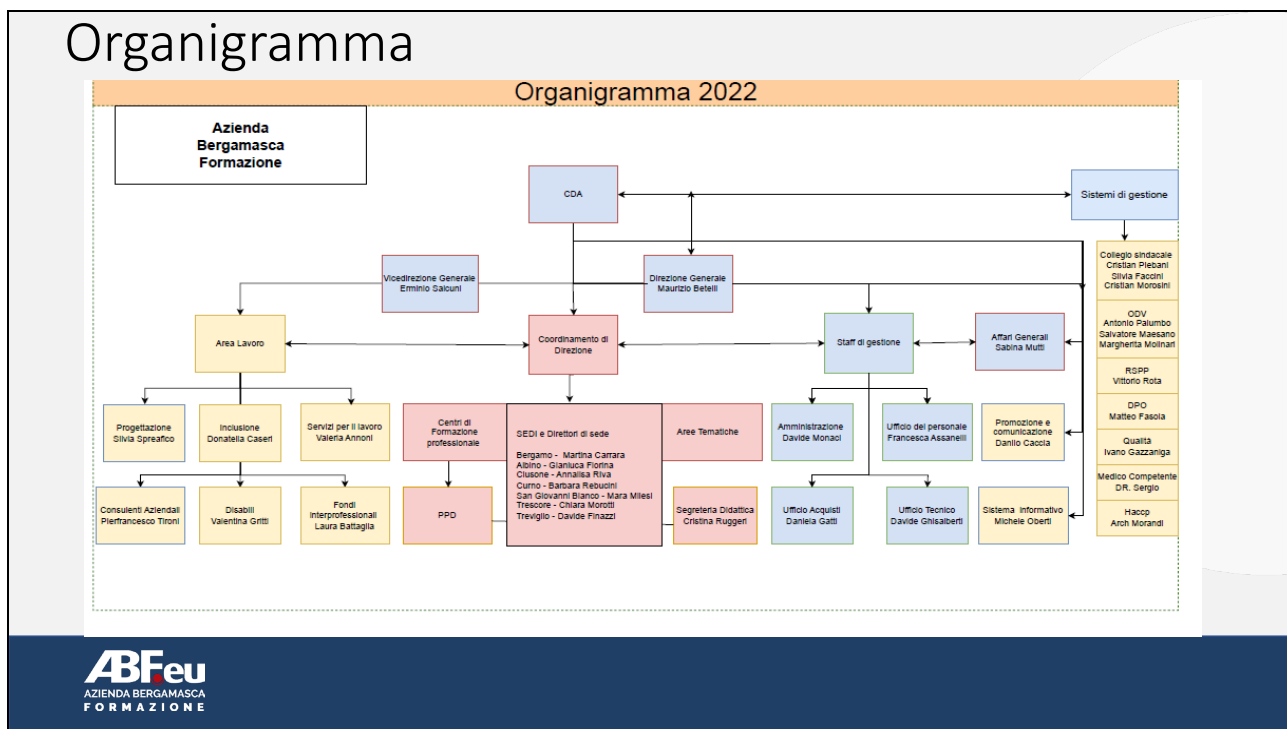 Organigramma
Organigramma 2022
Azienda
Bergamasca
Formazione
CDA
Sistemi di gestione
Vicedirezione Generale
Erminio Salcuni
Direzione Generale
Maurizio Betelli
Collegio sindacale
Cristian Plebani
Silvia Faccini
Cristian Morosini
Area Lavoro
Coordinamento di
Direzione
Staff di gestione
Affari Generali
Sabina Mutti
ODV
Antonio Palumbo
Salvatore Maesano
Margherita Molinari
RSPP
Vittorio Rota
Progettazione
Silvia Spreafico
Inclusione
Donatella Caseri
Servizi per il lavoro
Valeria Annoni
Centri di
Formazione
professionale
SEDI e Direttori di sede
Bergamo - Martina Carrara
Albino - Gianluca Fiorina
Clusone - Annalisa Riva
Curno - Barbara Rebucini
San Giovanni Bianco - Mara Milesi
Trescore - Chiara Morotti
Treviglio - Davide Finazzi
Aree Tematiche
Amministrazione
Davide Monaci
Ufficio del personale
Francesca Assanelli
Promozione e
comunicazione
Danilo Caccia
DPO
Matteo Fasola
Qualità
Ivano Gazzaniga
Medico Competente
DR. Sergio
Haccp
Arch Morandi
Consulenti Aziendali
Pierfrancesco Tironi
Disabili
Valentina Gritti
Fondi
Interprofessionali
Laura Battaglia
PPD
Segreteria Didattica
Cristina Ruggeri
Ufficio Acquisti
Daniela Gatti
Ufficio Tecnico
Davide Ghisalberti
Sistema Informativo
Michele Oberti
ABF.eu
AZIENDA BERGAMASCA
FORMAZIONE